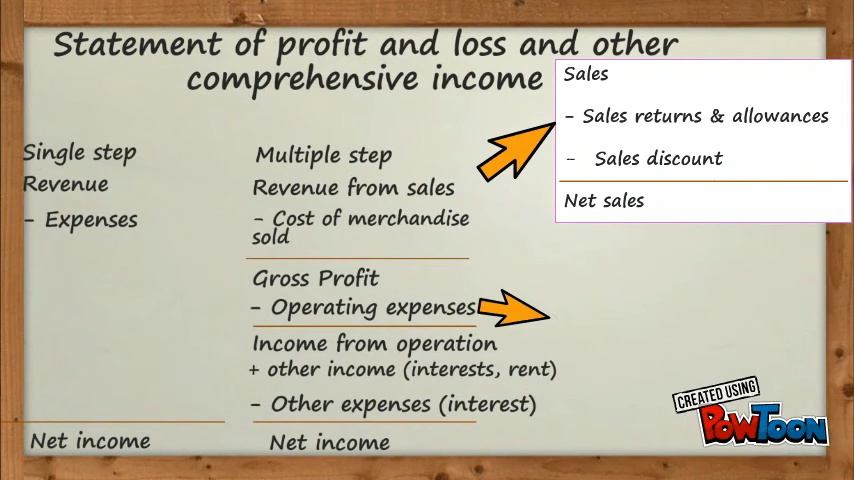 Statement of profit and loss and other
comprehensive income
Sales
- Sales returns & allowances
- Sales discount
Net sales
Single step
Revenue
- Expenses
Net income
Multiple step
Revenue from sales
- Cost of merchandise
sold
Gross Profit
- Operating expenses
Income from operation
+ other income (interests, rent)
- Other expenses (interest)
Net income
CREATED USING
POWTOON